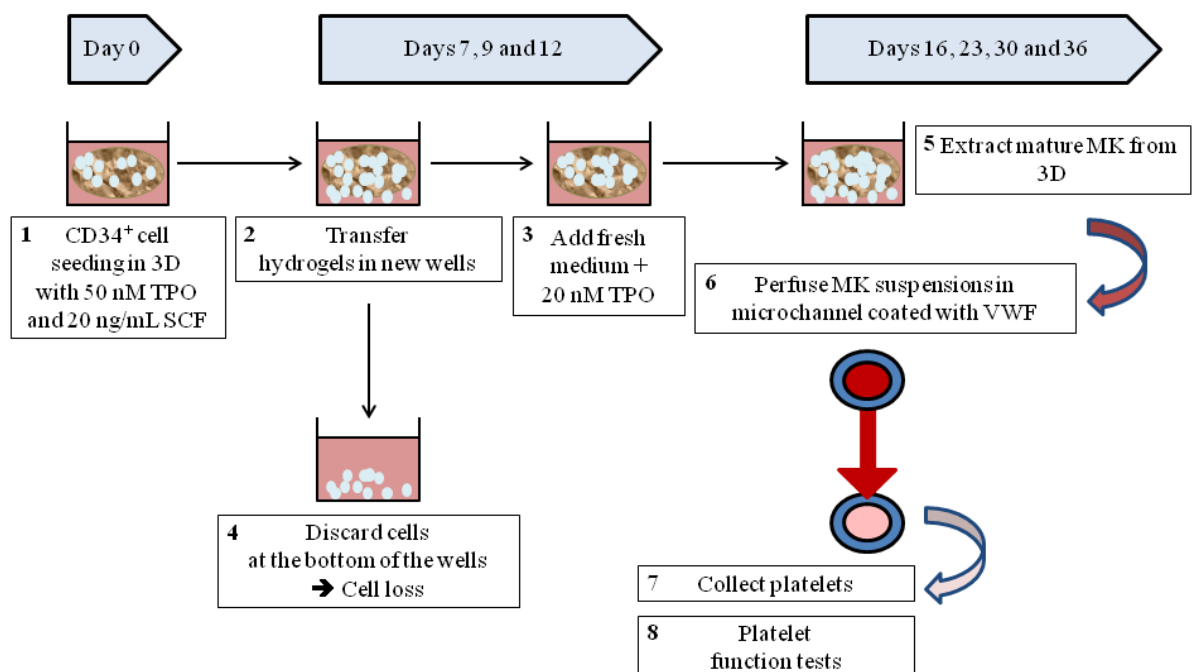 Day 0
Days 7, 9 and 12
Days 16, 23, 30 and 36
1 CD34⁺ cell
seeding in 3D
with 50 nM TPO
and 20 ng/mL SCF
2 Transfer
hydrogels in new wells
3 Add fresh
medium +
20 nM TPO
4 Discard cells
at the bottom of the wells
➔ Cell loss
5 Extract mature MK from
3D
6 Perfuse MK suspensions in
microchannel coated with VWF
7 Collect platelets
8 Platelet
function tests